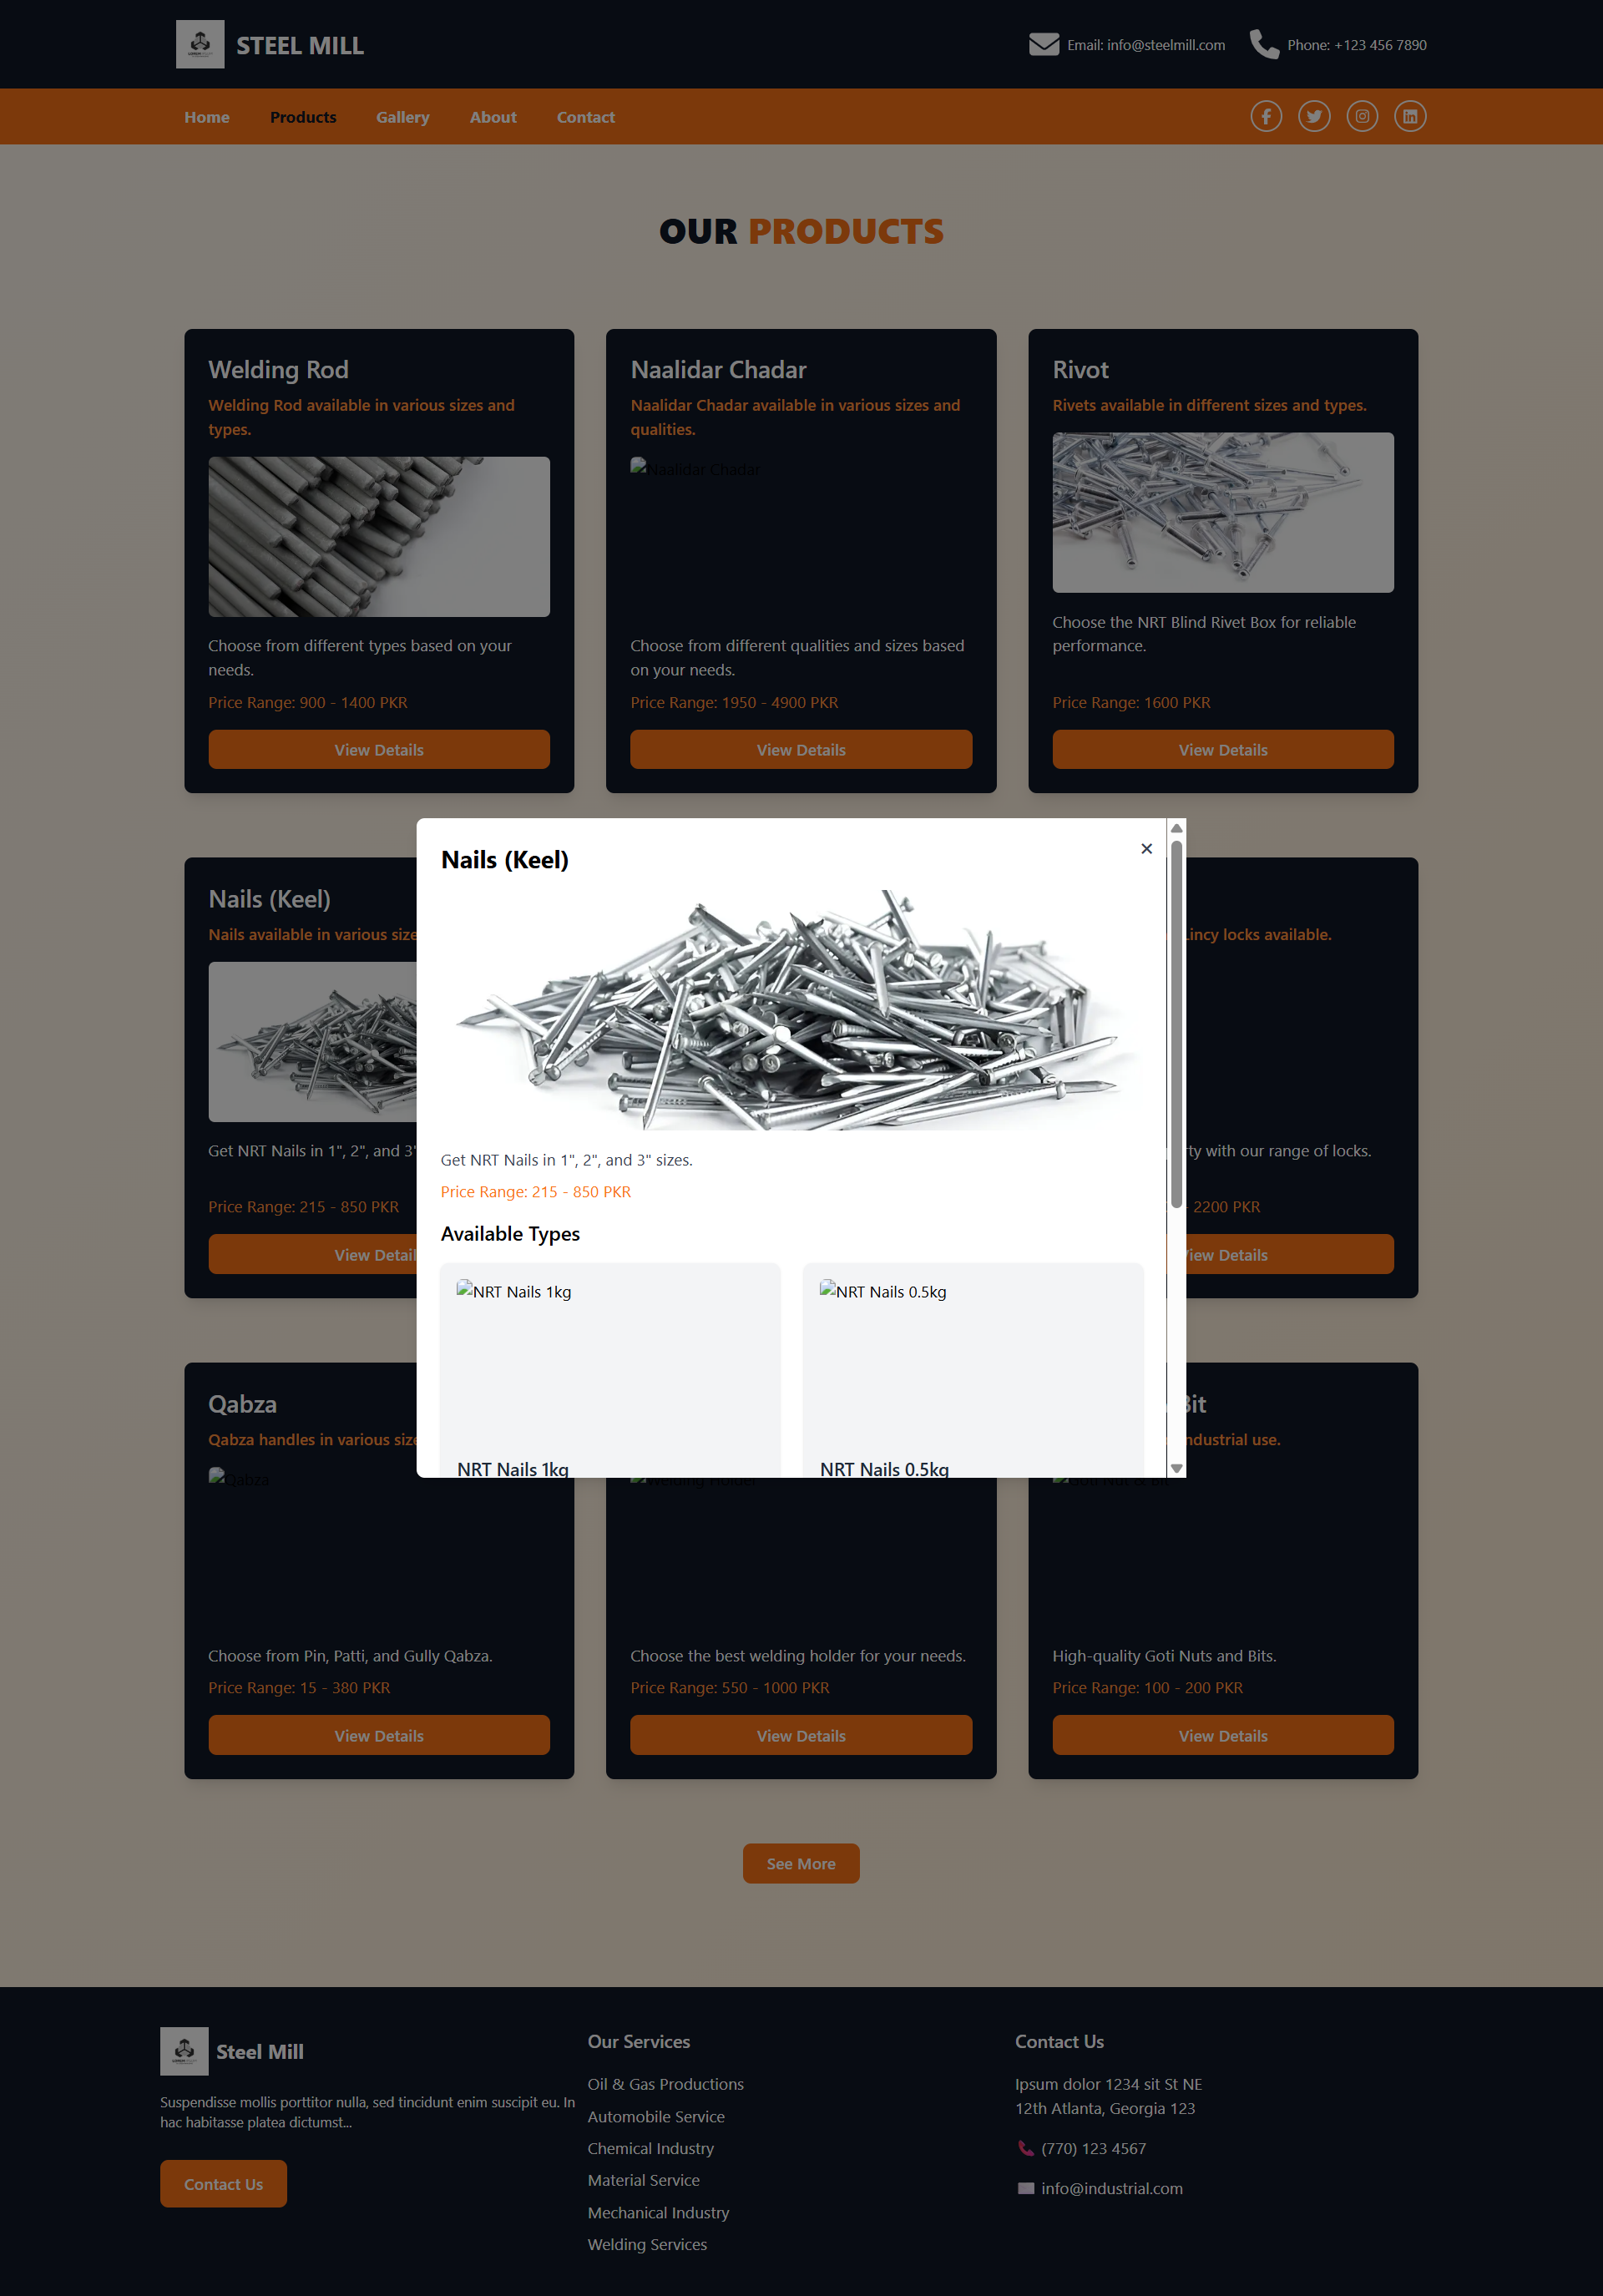 STEEL MILL
Email: info@steelmill.com
Phone: +123 456 7890
Home
Products
Gallery
About
Contact
OUR PRODUCTS
Welding Rod
Welding Rod available in various sizes and
types.
Choose from different types based on your
needs.
Price Range: 900 - 1400 PKR
View Details
Naalidar Chadar
Naalidar Chadar available in various sizes and
qualities.
Naalidar Chadar
Choose from different qualities and sizes based
on your needs.
Price Range: 1950 - 4900 PKR
View Details
Rivot
Rivets available in different sizes and types.
Choose the NRT Blind Rivet Box for reliable
performance.
Price Range: 1600 PKR
View Details
Nails (Keel)
Nails available in various size
Get NRT Nails in 1", 2", and 3"
Price Range: 215 - 850 PKR
View Detail
Nails (Keel)
×
Get NRT Nails in 1", 2", and 3" sizes.
Price Range: 215 - 850 PKR
Available Types
NRT Nails 1kg
NRT Nails 1kg
NRT Nails 0.5kg
NRT Nails 0.5kg
Lincy locks available.
rty with our range of locks.
- 2200 PKR
View Details
Qabza
Qabza handles in various size
Qabza
Choose from Pin, Patti, and Gully Qabza.
Price Range: 15 - 380 PKR
View Details
Welding Holder
Choose the best welding holder for your needs.
Price Range: 550 - 1000 PKR
View Details
Bit
ndustrial use.
Goti Nut & Bit
High-quality Goti Nuts and Bits.
Price Range: 100 - 200 PKR
View Details
See More
Steel Mill
Suspendisse mollis porttitor nulla, sed tincidunt enim suscipit eu. In
hac habitasse platea dictumst...
Contact Us
Our Services
Oil & Gas Productions
Automobile Service
Chemical Industry
Material Service
Mechanical Industry
Welding Services
Contact Us
Ipsum dolor 1234 sit St NE
12th Atlanta, Georgia 123
(770) 123 4567
info@industrial.com